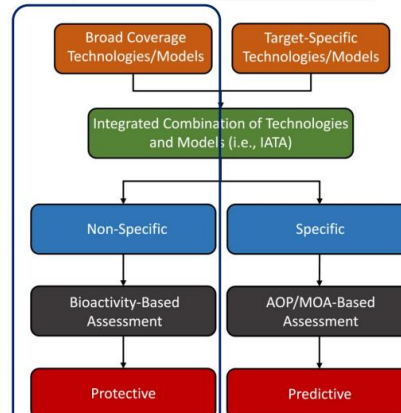 Broad Coverage
Technologies/Models
Target-Specific
Technologies/Models
Integrated Combination of Technologies
and Models (i.e., IATA)
Non-Specific
Specific
Bioactivity-Based
Assessment
AOP/MOA-Based
Assessment
Protective
Predictive